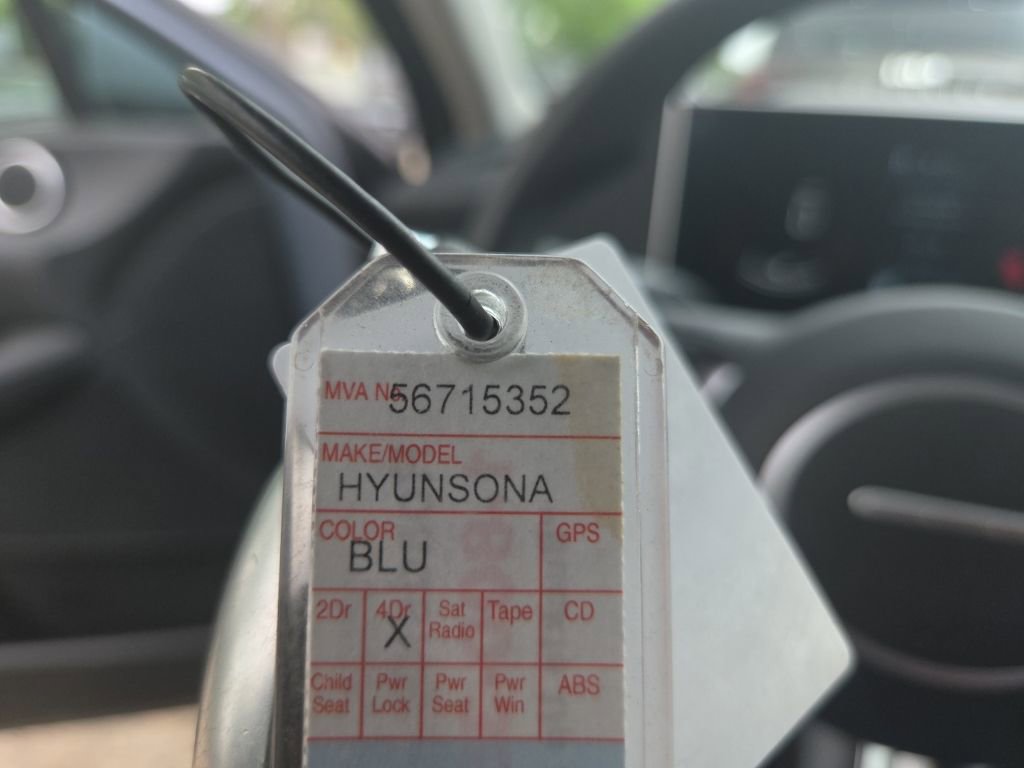 MVA No.
56715352
MAKE/MODEL
HYUNSONA
COLOR
BLU
GPS
2Dr
4Dr
X
Sat
Radio
Tape
CD
Child
Seat
Pwr
Lock
Pwr
Seat
Pwr
Win
ABS